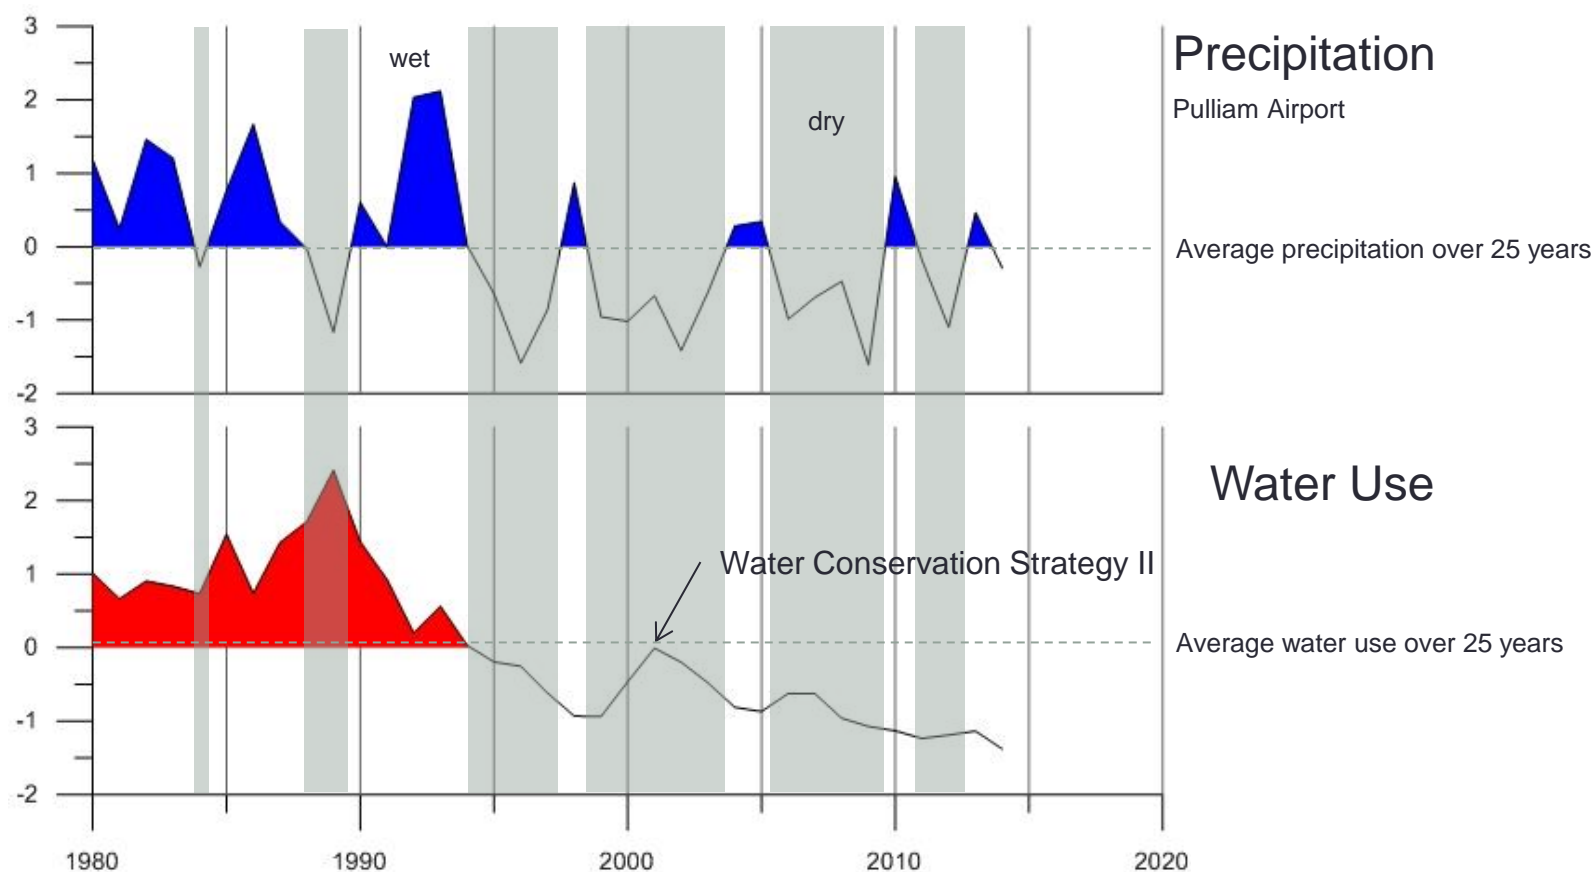 3
2
1
0
-1
-2
wet
dry
Precipitation
Pulliam Airport
Average precipitation over 25 years
3
2
1
0
-1
-2
Water Use
Water Conservation Strategy II
Average water use over 25 years
1980
1990
2000
2010
2020